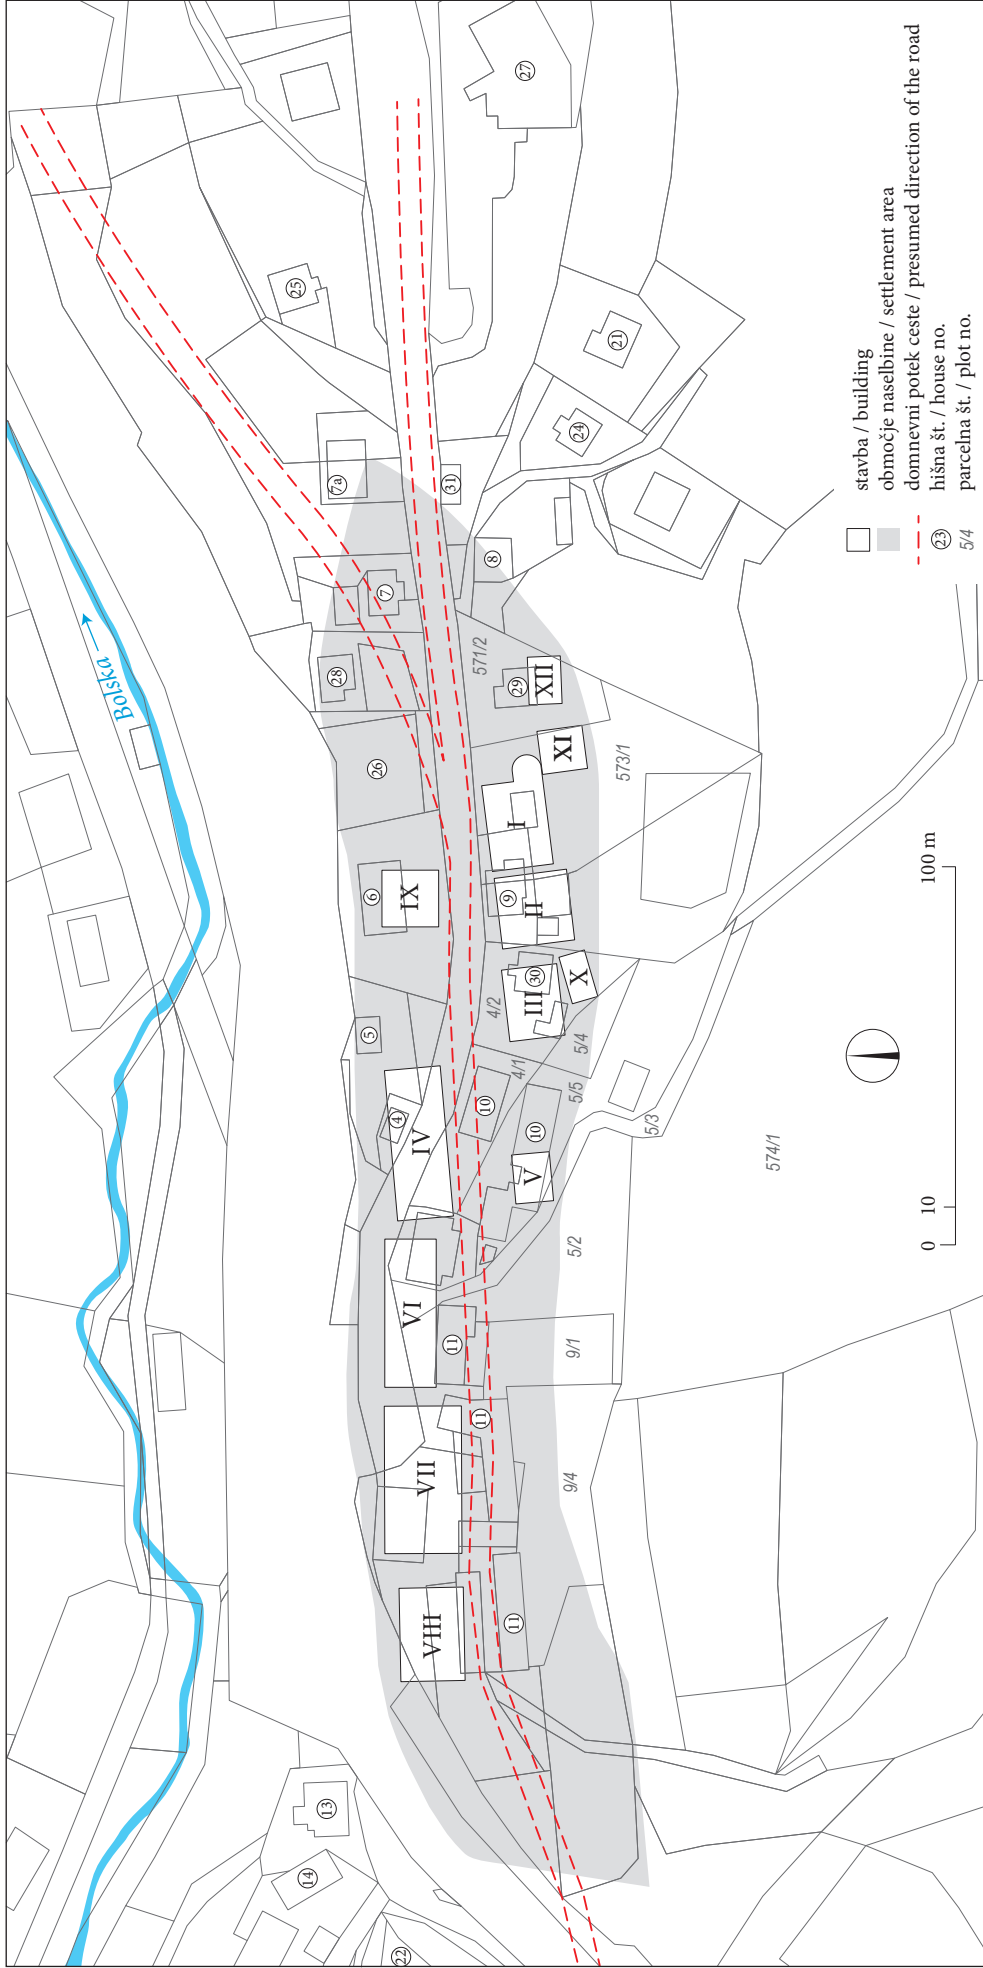 Bolska
27
25
21
24
7a
31
8
7
28
571/2
29
XII
26
XI
573/1
I
6
IX
9
II
30
III
X
4/2
5
5/4
4/1
5/5
4
IV
10
10
V
5/3
574/1
5/2
VI
11
9/1
11
VII
9/4
VIII
11
13
14
22
0 10 100 m
stavba / building
območje naselbine / settlement area
domnevni potek ceste / presumed direction of the road
23 hišna št. / house no.
5/4 parcelna št. / plot no.